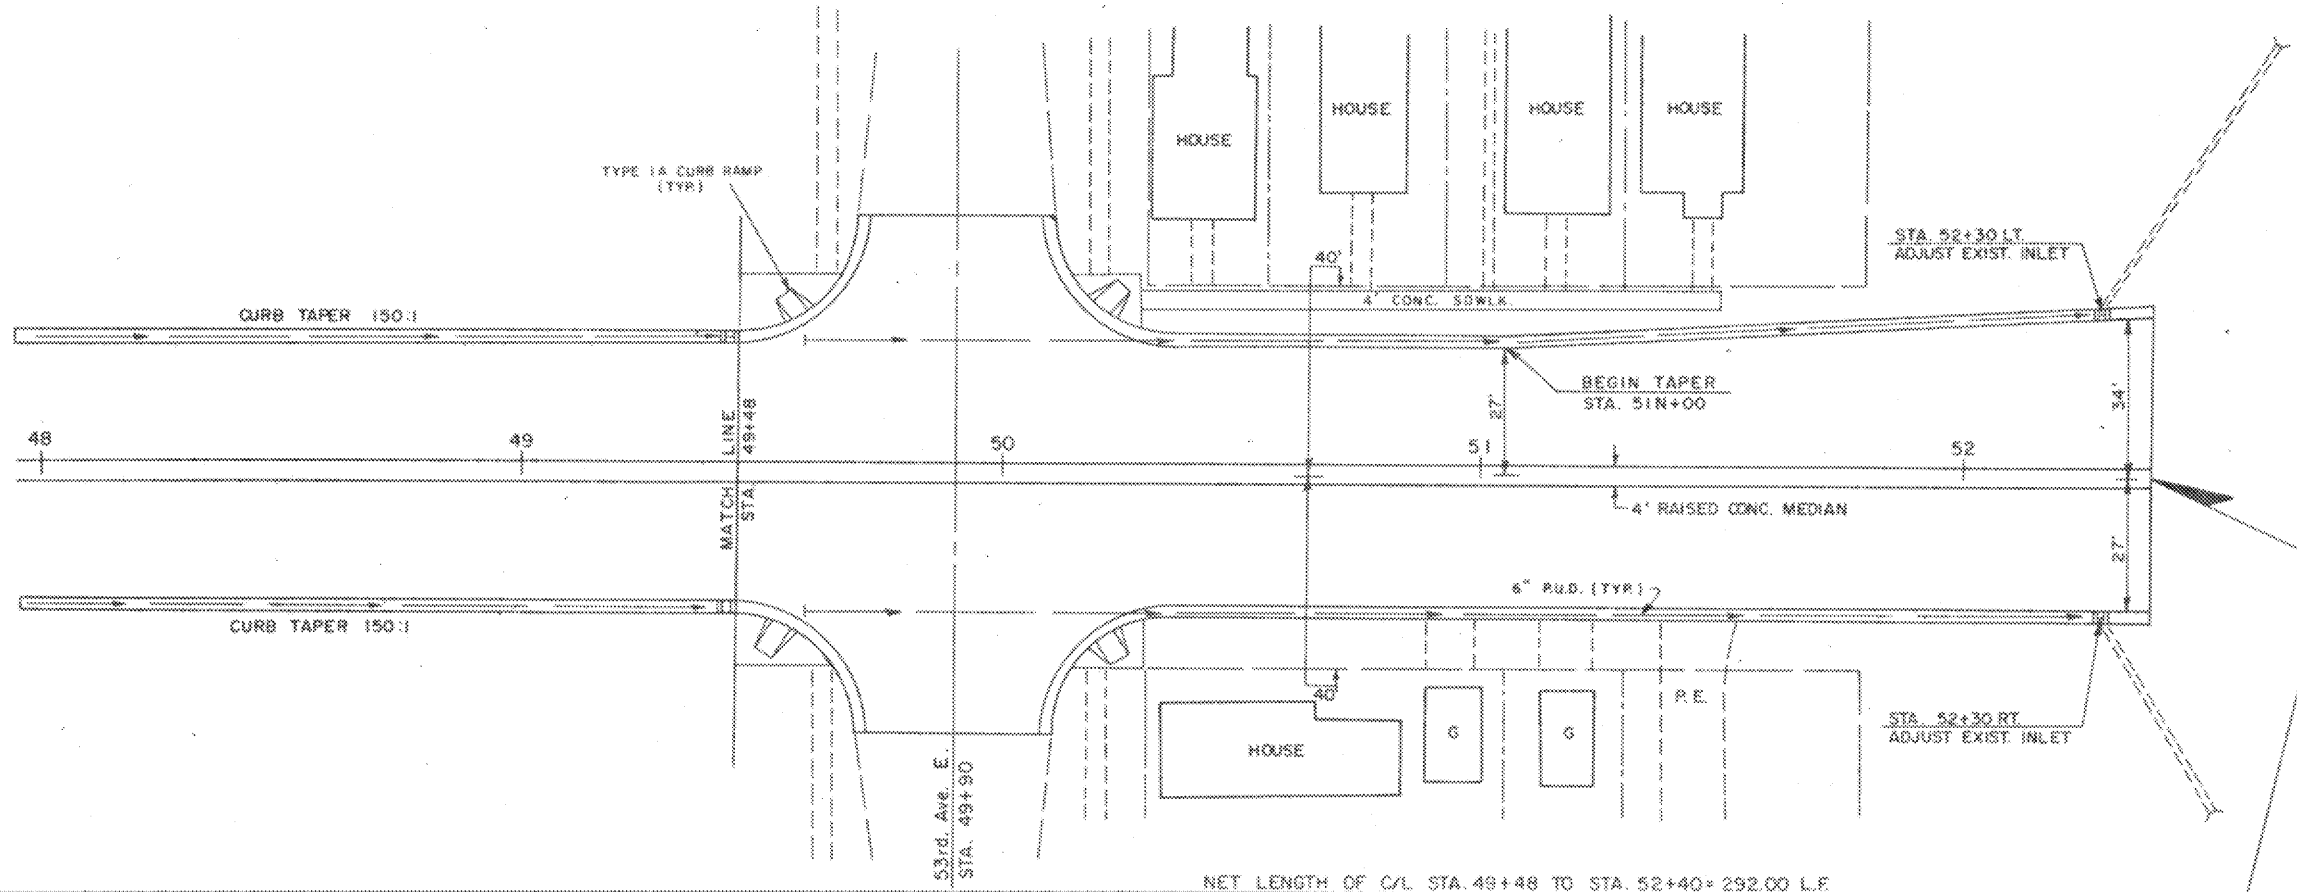 TYPE 1A CURB RAMP
(TYP.)
HOUSE
HOUSE
HOUSE
HOUSE
STA. 52+30 LT.
ADJUST EXIST. INLET
40'
4' CONC. SDWLK.
CURB TAPER 150:1
BEGIN TAPER
STA. 51N+00
27'
34'
MATCH LINE
STA. 49+48
48
49
50
51
52
4' RAISED CONC. MEDIAN
27'
6" P.U.D. (TYP.)
CURB TAPER 150:1
40'
P.E.
HOUSE
G
G
STA. 52+30 RT.
ADJUST EXIST. INLET
53rd. Ave. E.
STA. 49+90
NET LENGTH OF C/L STA. 49+48 TO STA. 52+40= 292.00 L.F.